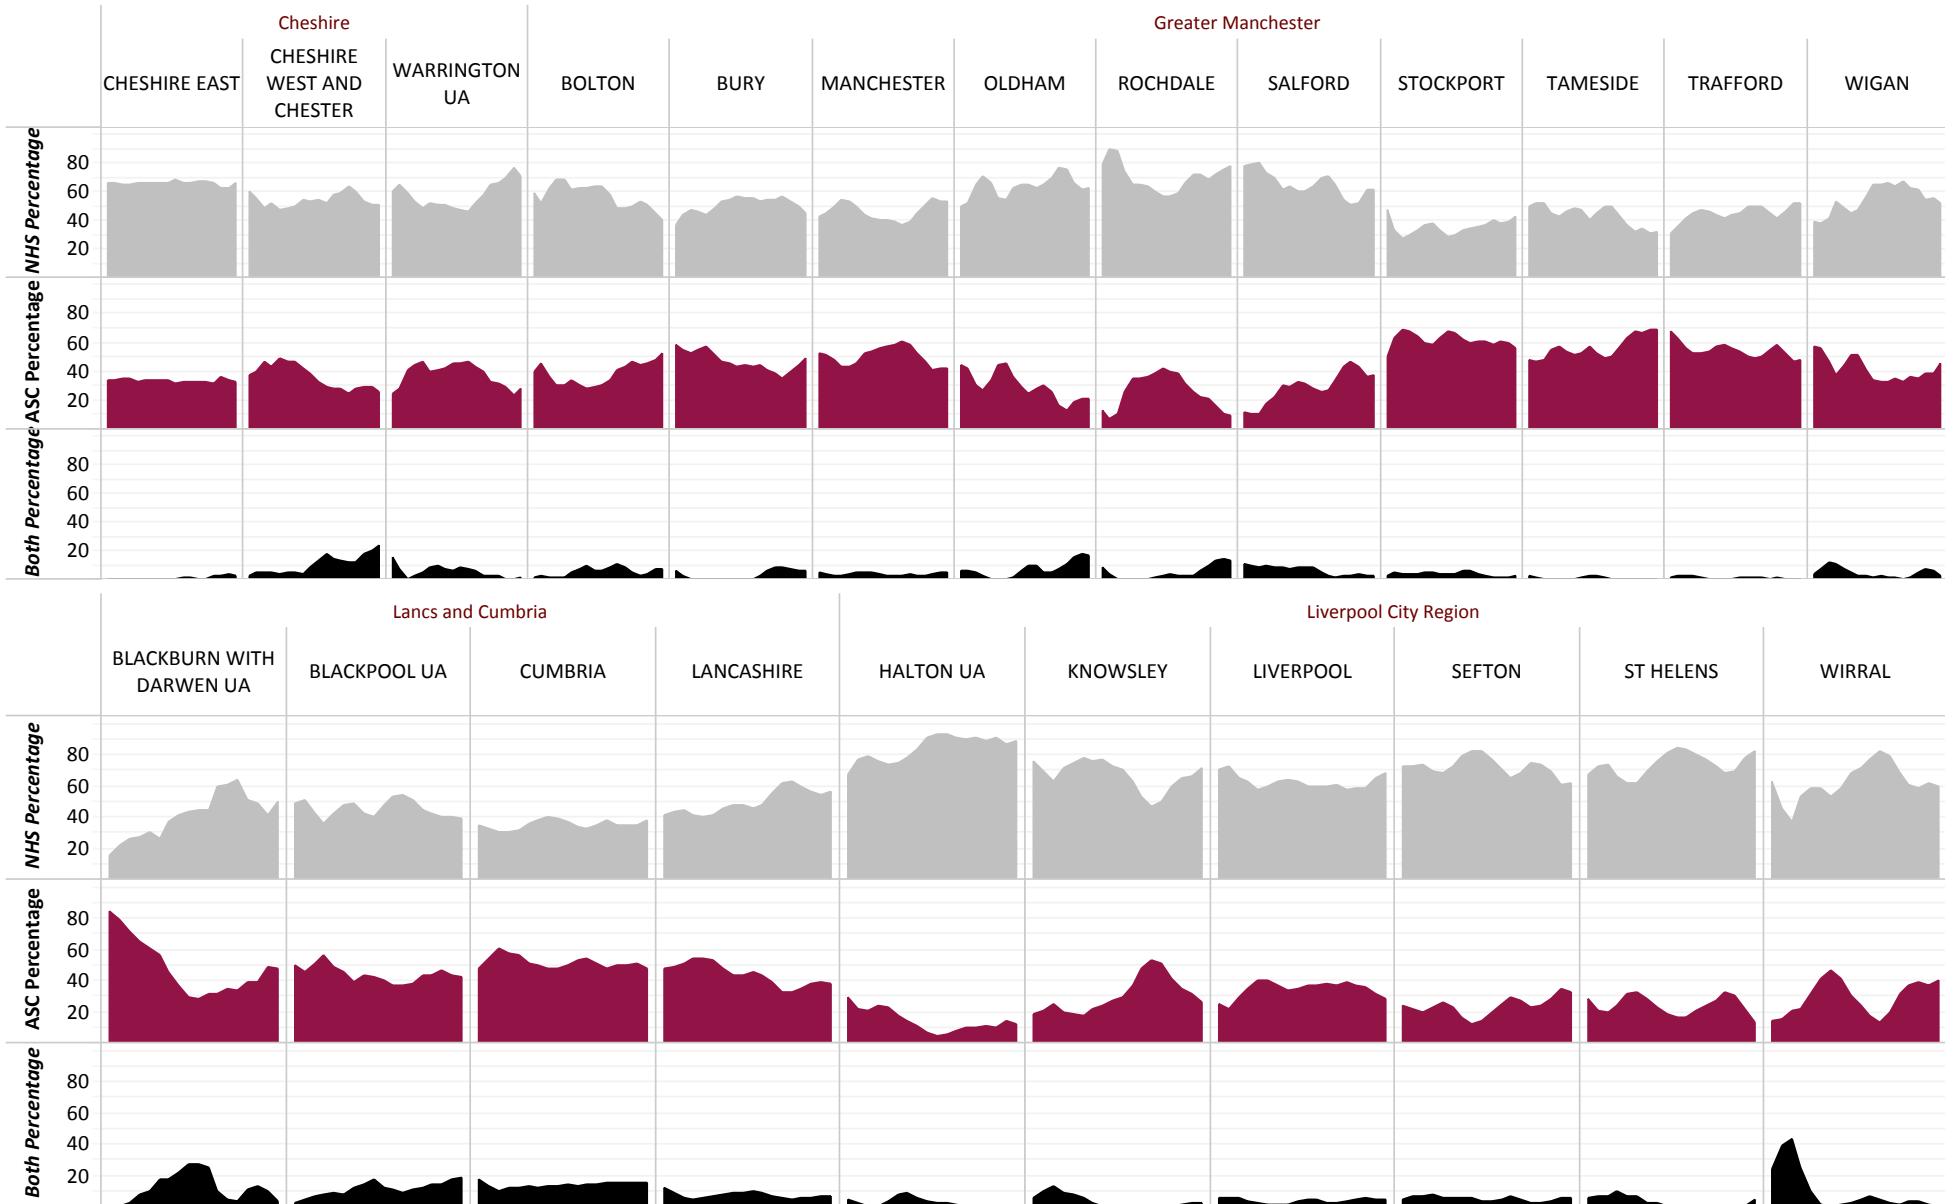 Cheshire
Greater Manchester
CHESHIRE EAST
CHESHIRE
WEST AND
CHESTER
WARRINGTON
UA
BOLTON
BURY
MANCHESTER
OLDHAM
ROCHDALE
SALFORD
STOCKPORT
TAMESIDE
TRAFFORD
WIGAN
NHS Percentage
80
60
40
20
ASC Percentage
80
60
40
20
Both Percentage
80
60
40
20
Lancs and Cumbria
Liverpool City Region
BLACKBURN WITH
DARWEN UA
BLACKPOOL UA
CUMBRIA
LANCASHIRE
HALTON UA
KNOWSLEY
LIVERPOOL
SEFTON
ST HELENS
WIRRAL
NHS Percentage
80
60
40
20
ASC Percentage
80
60
40
20
Both Percentage
80
60
40
20